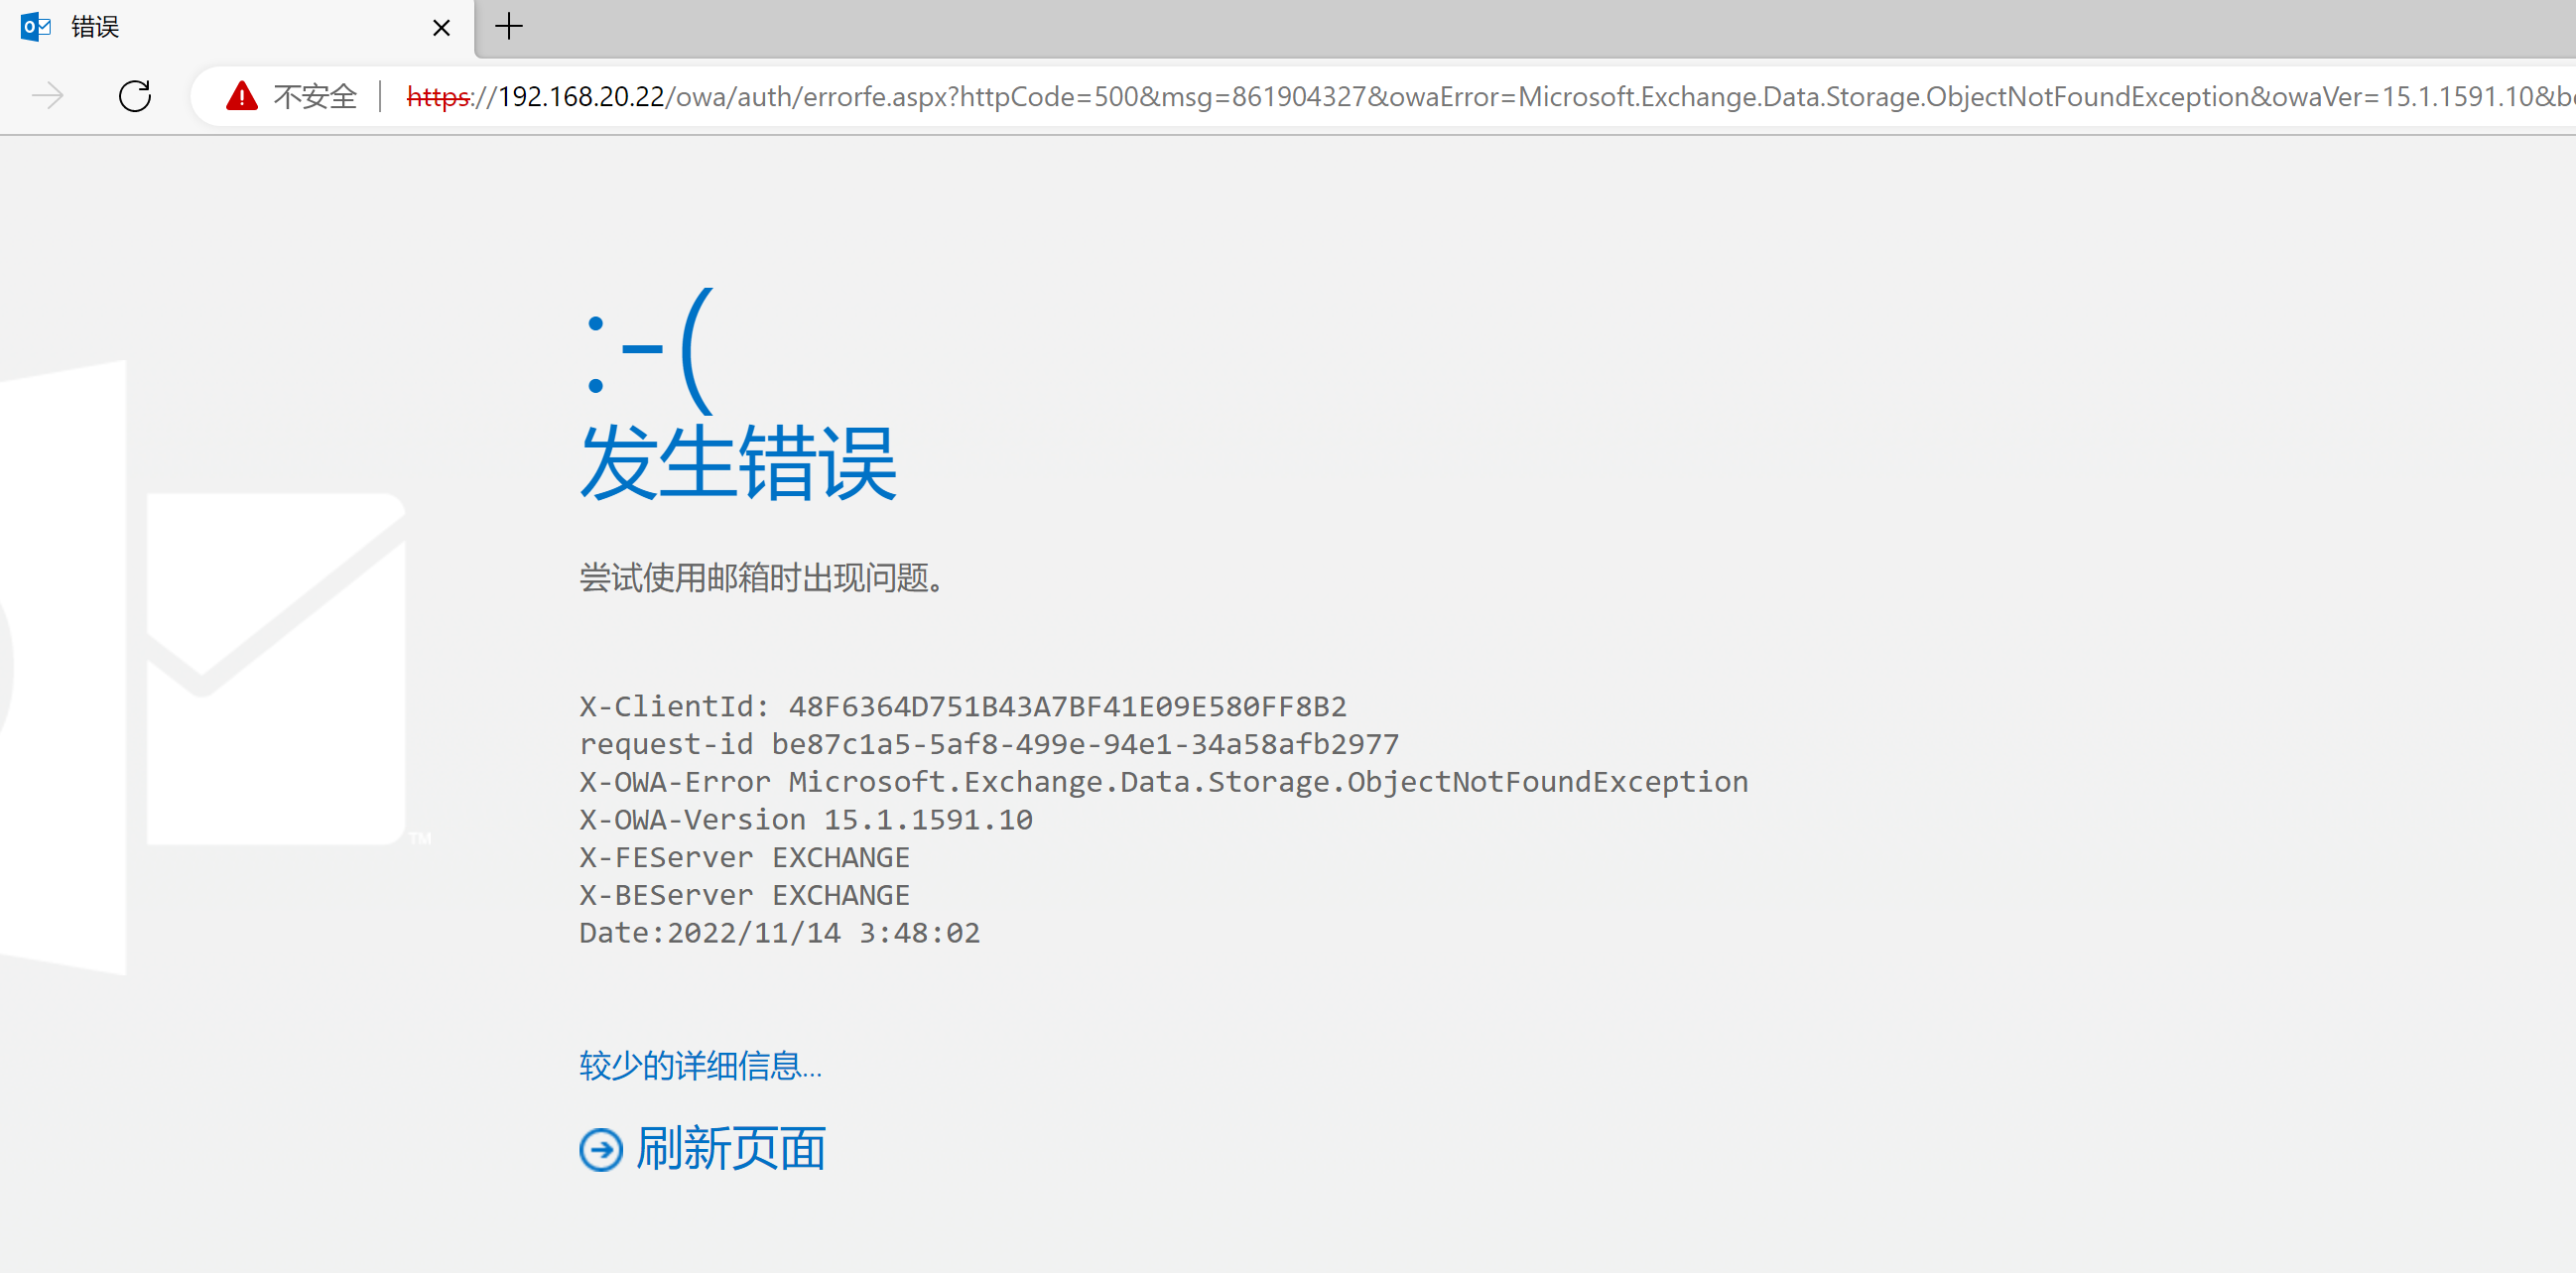 错误
不安全
https://192.168.20.22/owa/auth/errorfe.aspx?httpCode=500&msg=861904327&owaError=Microsoft.Exchange.Data.Storage.ObjectNotFoundException&owaVer=15.1.1591.10&be
:-(
发生错误
尝试使用邮箱时出现问题。
X-ClientId: 48F6364D751B43A7BF41E09E580FF8B2
request-id be87c1a5-5af8-499e-94e1-34a58afb2977
X-OWA-Error Microsoft.Exchange.Data.Storage.ObjectNotFoundException
X-OWA-Version 15.1.1591.10
X-FEServer EXCHANGE
X-BEServer EXCHANGE
Date:2022/11/14 3:48:02
TM
较少的详细信息...
刷新页面